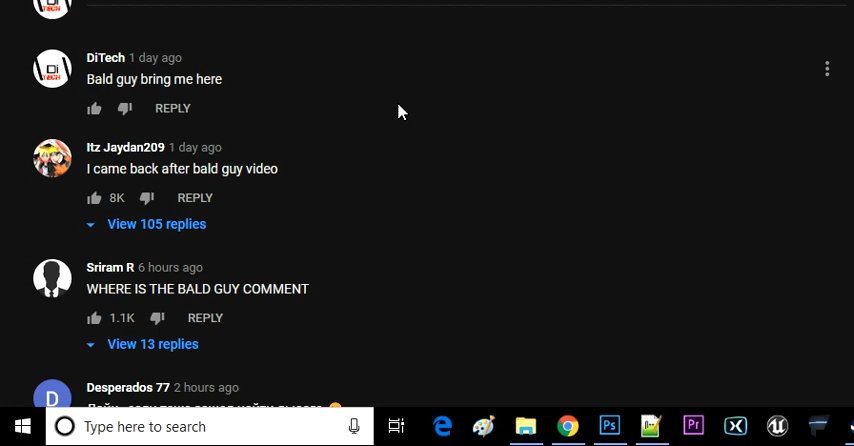 DiTech 1 day ago
Bald guy bring me here
REPLY
Itz Jaydan209 1 day ago
I came back after bald guy video
8K REPLY
View 105 replies
Sriram R 6 hours ago
WHERE IS THE BALD GUY COMMENT
1.1K REPLY
View 13 replies
Desperados 77 2 hours ago
D
Type here to search
Ps
Pr